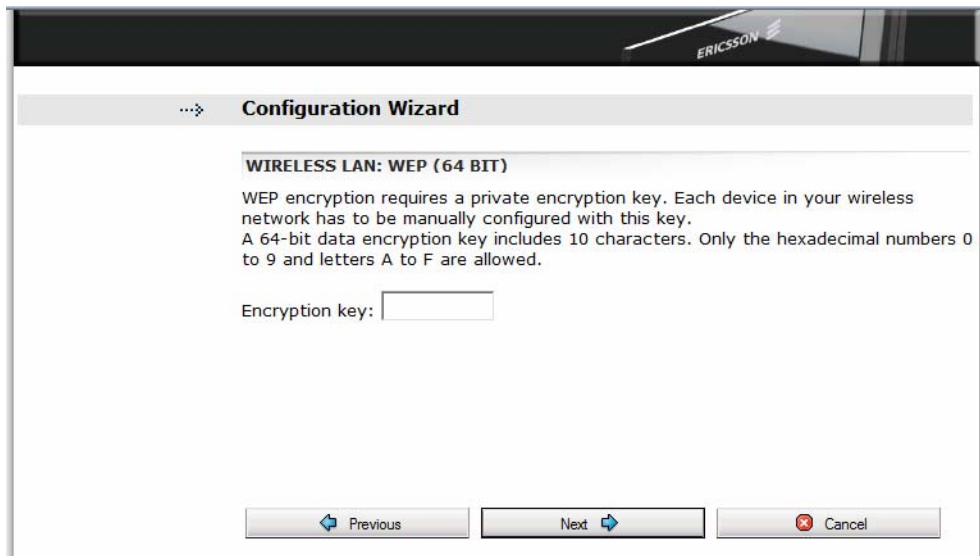 ERICSSON
Configuration Wizard
WIRELESS LAN: WEP (64 BIT)
WEP encryption requires a private encryption key. Each device in your wireless
network has to be manually configured with this key.
A 64-bit data encryption key includes 10 characters. Only the hexadecimal numbers 0
to 9 and letters A to F are allowed.
Encryption key:
Previous
Next
Cancel